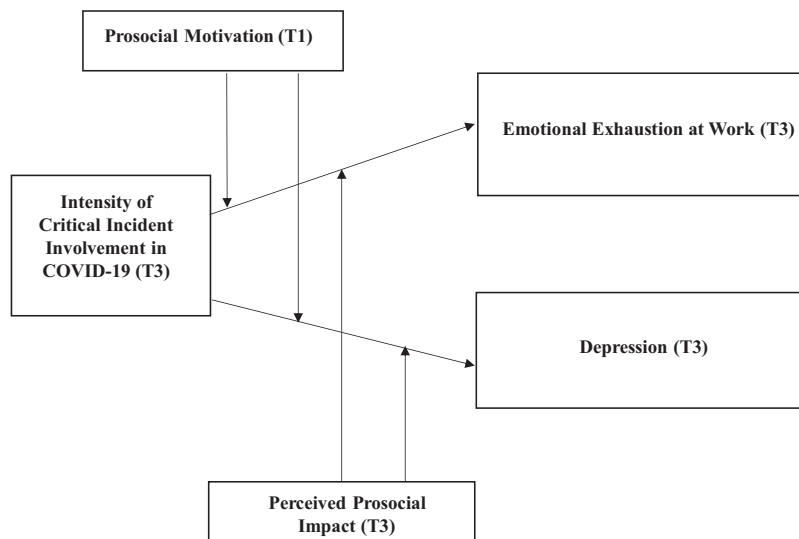 Prosocial Motivation (T1)
Emotional Exhaustion at Work (T3)
Intensity of
Critical Incident
Involvement in
COVID-19 (T3)
Depression (T3)
Perceived Prosocial
Impact (T3)